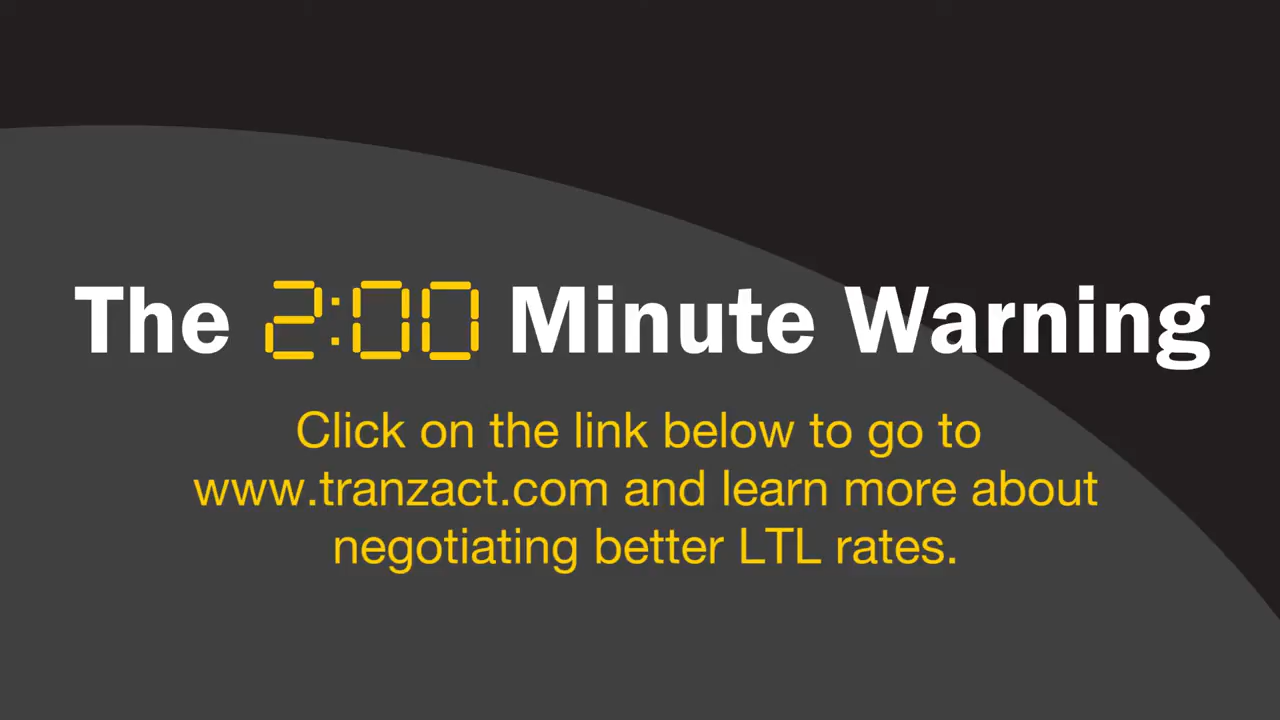 The 2:00 Minute Warning
Click on the link below to go to
www.tranzact.com and learn more about
negotiating better LTL rates.